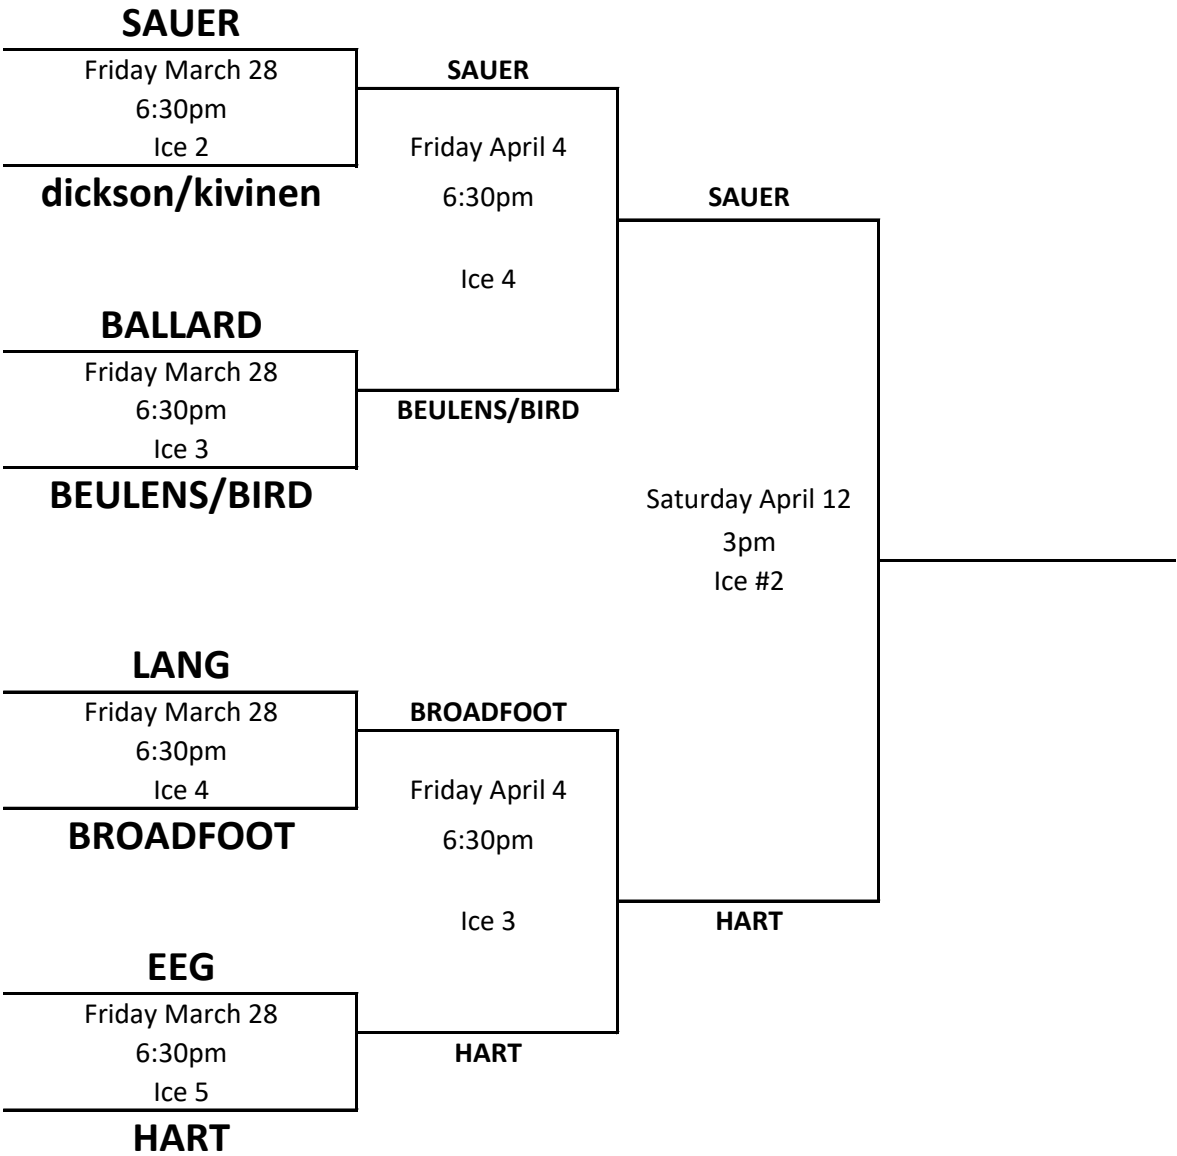 SAUER
Friday March 28
6:30pm
Ice 2
dickson/kivinen
BALLARD
Friday March 28
6:30pm
Ice 3
BEULENS/BIRD
LANG
Friday March 28
6:30pm
Ice 4
BROADFOOT
EEG
Friday March 28
6:30pm
Ice 5
HART
SAUER
Friday April 4
6:30pm
Ice 4
BEULENS/BIRD
BROADFOOT
Friday April 4
6:30pm
Ice 3
HART
SAUER
Saturday April 12
3pm
Ice #2
HART